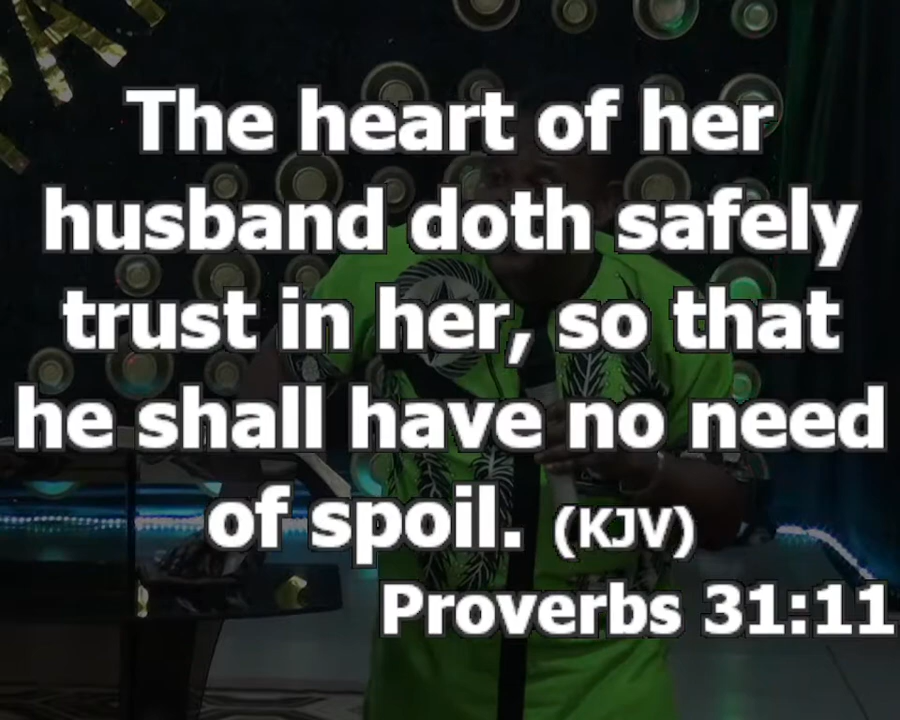 The heart of her
husband doth safely
trust in her, so that
he shall have no need
of spoil. (KJV)
Proverbs 31:11